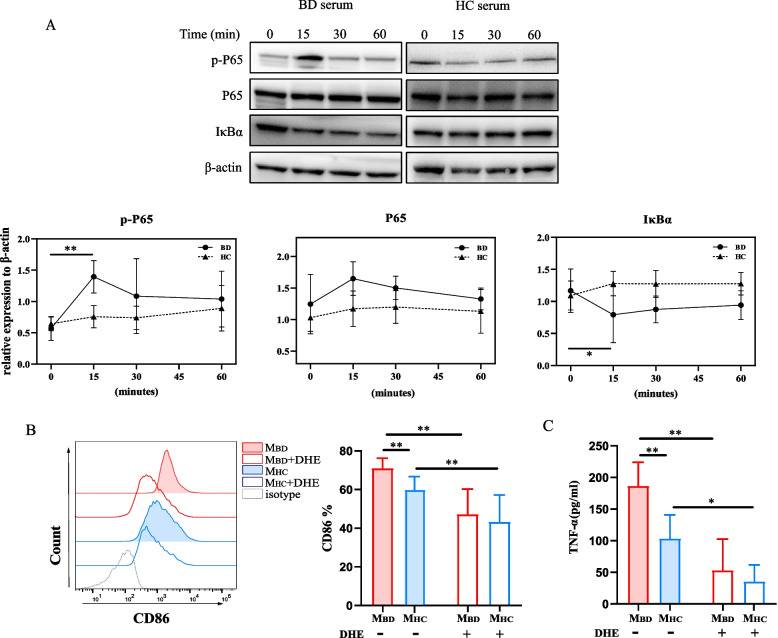 A
BD serum
HC serum
Time (min) 0 15 30 60 0 15 30 60
p-P65
P65
IκBα
β-actin
p-P65
P65
IκBα
relative expression to β-actin
2.0
1.5
1.0
0.5
0.0
BD
HC
**
0 15 30 45 60
(minutes)
2.0
1.5
1.0
0.5
BD
HC
0 15 30 45 60
(minutes)
2.0
1.5
1.0
0.5
0.0
BD
HC
*
0 15 30 45 60
(minutes)
B
Count
CD86
10¹ 10² 10³ 10⁴ 10⁵
MBD
MBD+DHE
MHC
MHC+DHE
isotype
CD86 %
80
60
40
20
0
**
**
**
MBD MHC MBD MHC
DHE - - + +
C
TNF-α(pg/ml)
250
200
150
100
50
0
**
**
*
MBD MHC MBD MHC
DHE - - + +